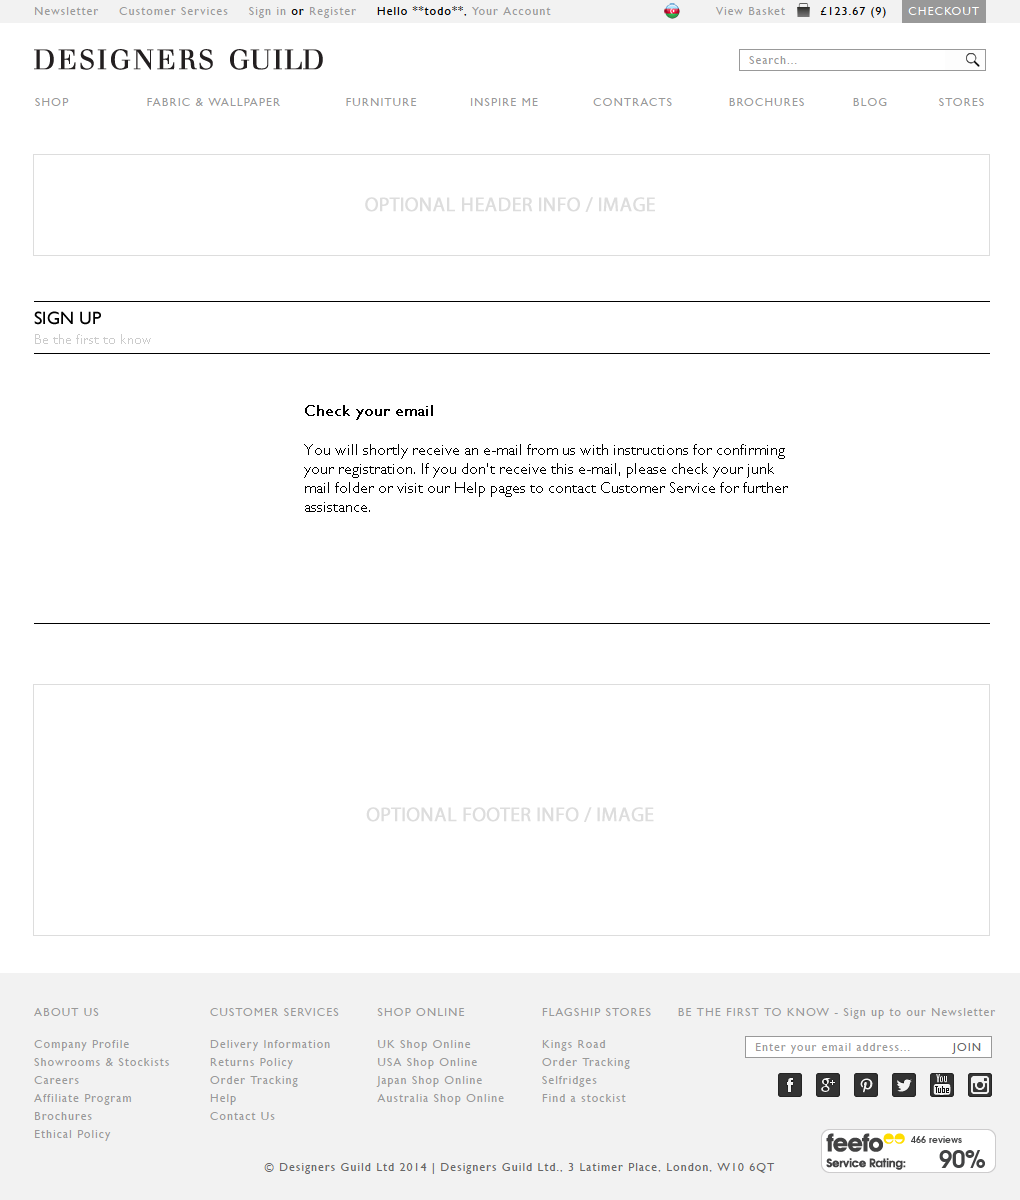 Newsletter Customer Services Sign in or Register Hello **todo**, Your Account View Basket £123.67 (9) CHECKOUT
DESIGNERS GUILD
Search...
SHOP FABRIC & WALLPAPER FURNITURE INSPIRE ME CONTRACTS BROCHURES BLOG STORES
OPTIONAL HEADER INFO / IMAGE
SIGN UP
Be the first to know
Check your email
You will shortly receive an e-mail from us with instructions for confirming
your registration. If you don't receive this e-mail, please check your junk
mail folder or visit our Help pages to contact Customer Service for further
assistance.
OPTIONAL FOOTER INFO / IMAGE
ABOUT US
Company Profile
Showrooms & Stockists
Careers
Affiliate Program
Brochures
Ethical Policy
CUSTOMER SERVICES
Delivery Information
Returns Policy
Order Tracking
Help
Contact Us
SHOP ONLINE
UK Shop Online
USA Shop Online
Japan Shop Online
Australia Shop Online
FLAGSHIP STORES
Kings Road
Order Tracking
Selfridges
Find a stockist
BE THE FIRST TO KNOW - Sign up to our Newsletter
Enter your email address... JOIN
f g+ You Tube
feefo 466 reviews
Service Rating: 90%
© Designers Guild Ltd 2014 | Designers Guild Ltd., 3 Latimer Place, London, W10 6QT